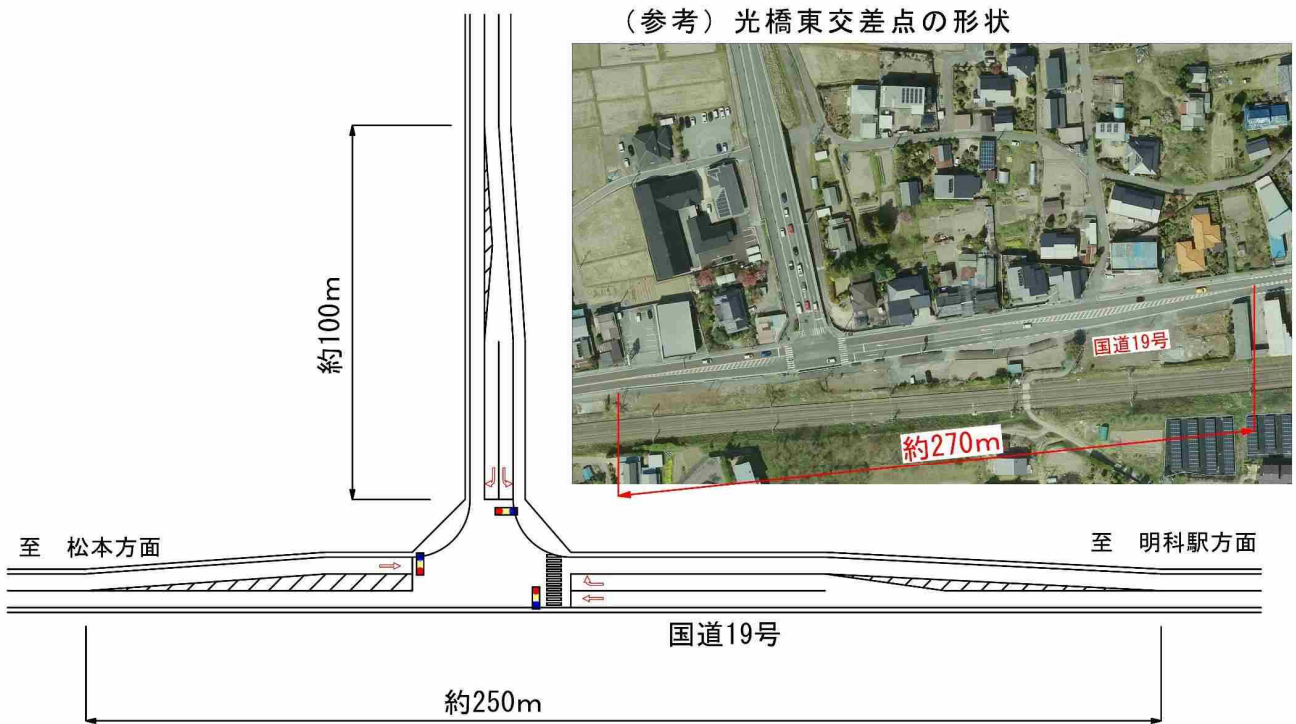 (参考) 光橋東交差点の形状
約100m
国道19号
約270m
至 松本方面
至 明科駅方面
国道19号
約250m